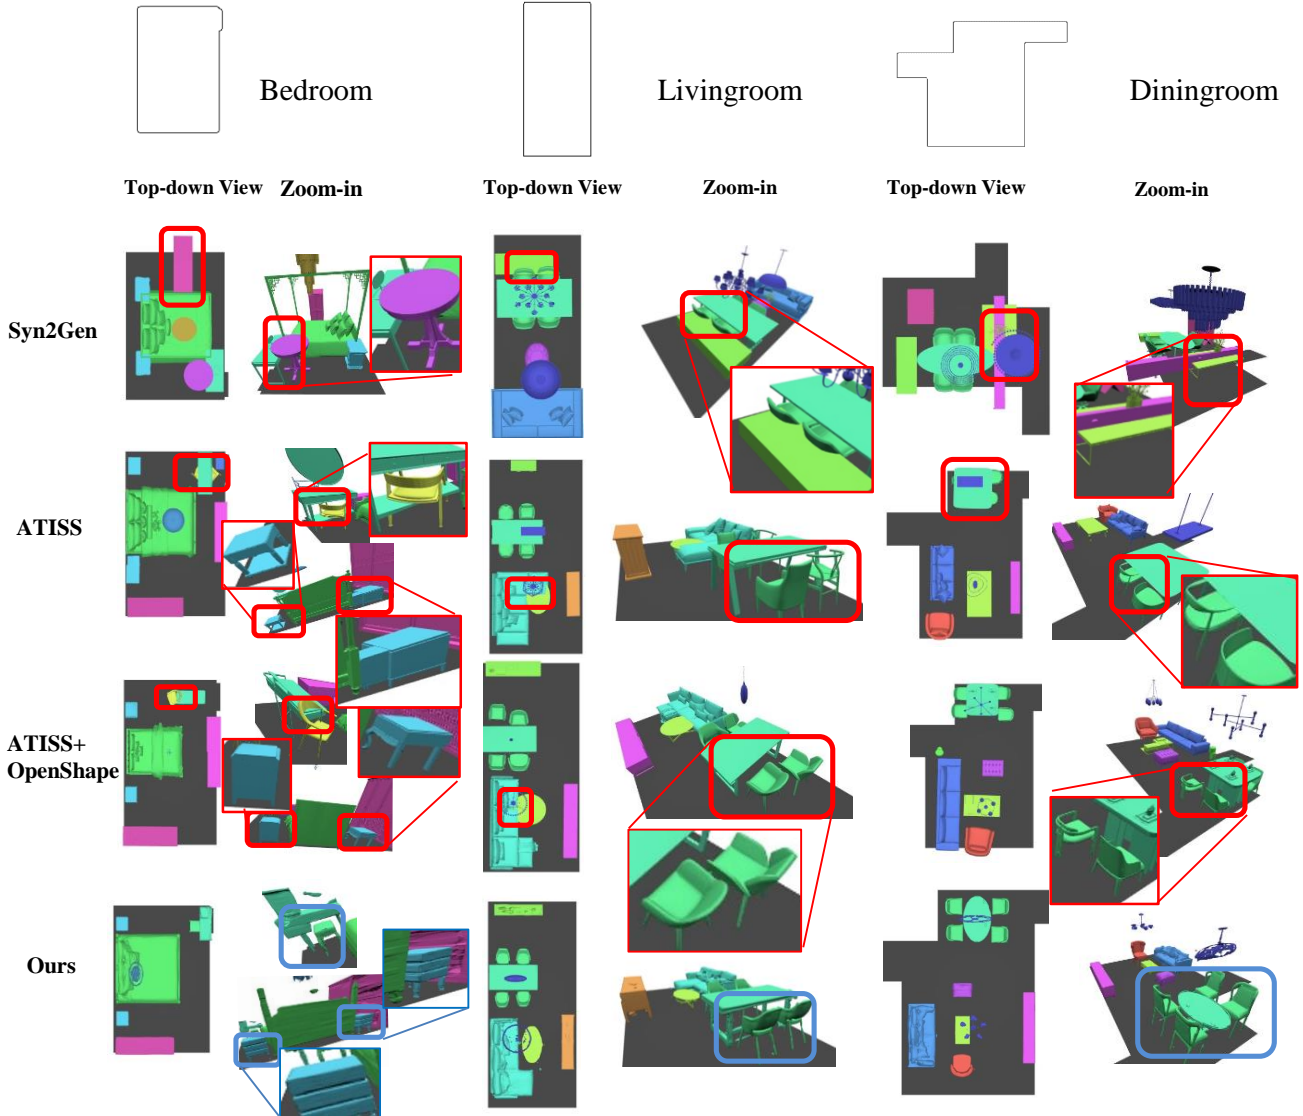 Bedroom
Livingroom
Diningroom
Top-down View Zoom-in
Top-down View
Zoom-in
Top-down View
Zoom-in
Syn2Gen
ATISS
ATISS+
OpenShape
Ours